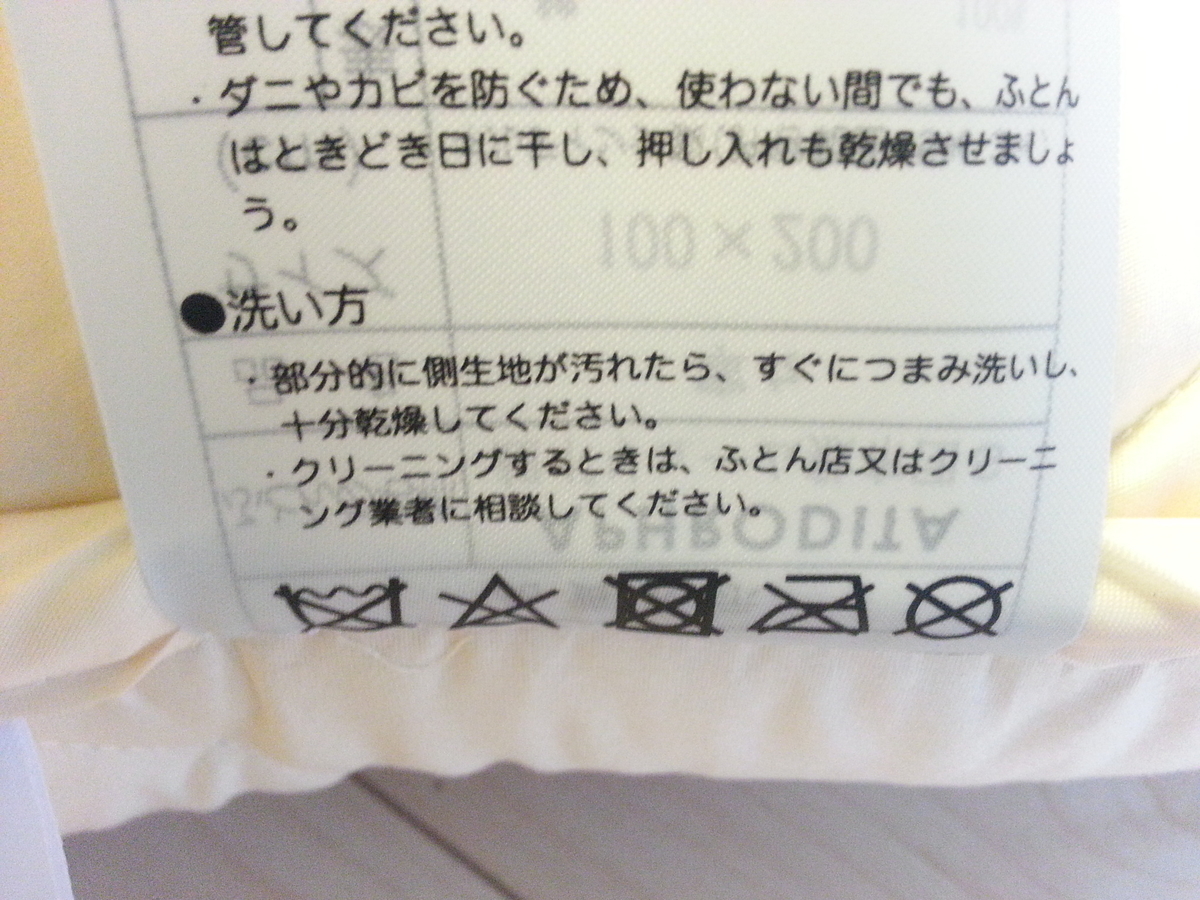 管してください。
・ダニやカビを防ぐため、使わない間でも、ふとん
はときどき日に干し、押し入れも乾燥させましょ
う。
●洗い方
・部分的に側生地が汚れたら、すぐにつまみ洗いし、
十分乾燥してください。
・クリーニングするときは、ふとん店又はクリーニ
ング業者に相談してください。
サイズ
100×200
APHRODITA